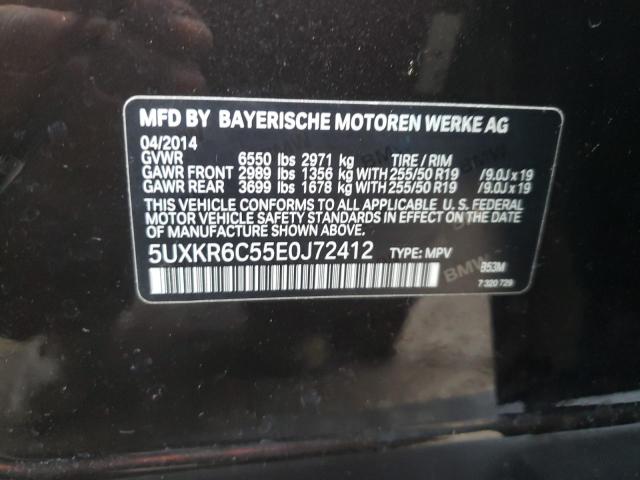 MFD BY BAYERISCHE MOTOREN WERKE AG
04/2014
GVWR 6550 lbs 2971 kg TIRE / RIM
GAWR FRONT 2989 lbs 1356 kg WITH 255/50 R19 /9.0J x 19
GAWR REAR 3699 lbs 1678 kg WITH 255/50 R19 /9.0J x 19
THIS VEHICLE CONFORMS TO ALL APPLICABLE U.S. FEDERAL
MOTOR VEHICLE SAFETY STANDARDS IN EFFECT ON THE DATE
OF MANUFACTURE SHOWN ABOVE.
5UXKR6C55E0J72412 TYPE: MPV
B53M
7 320 729